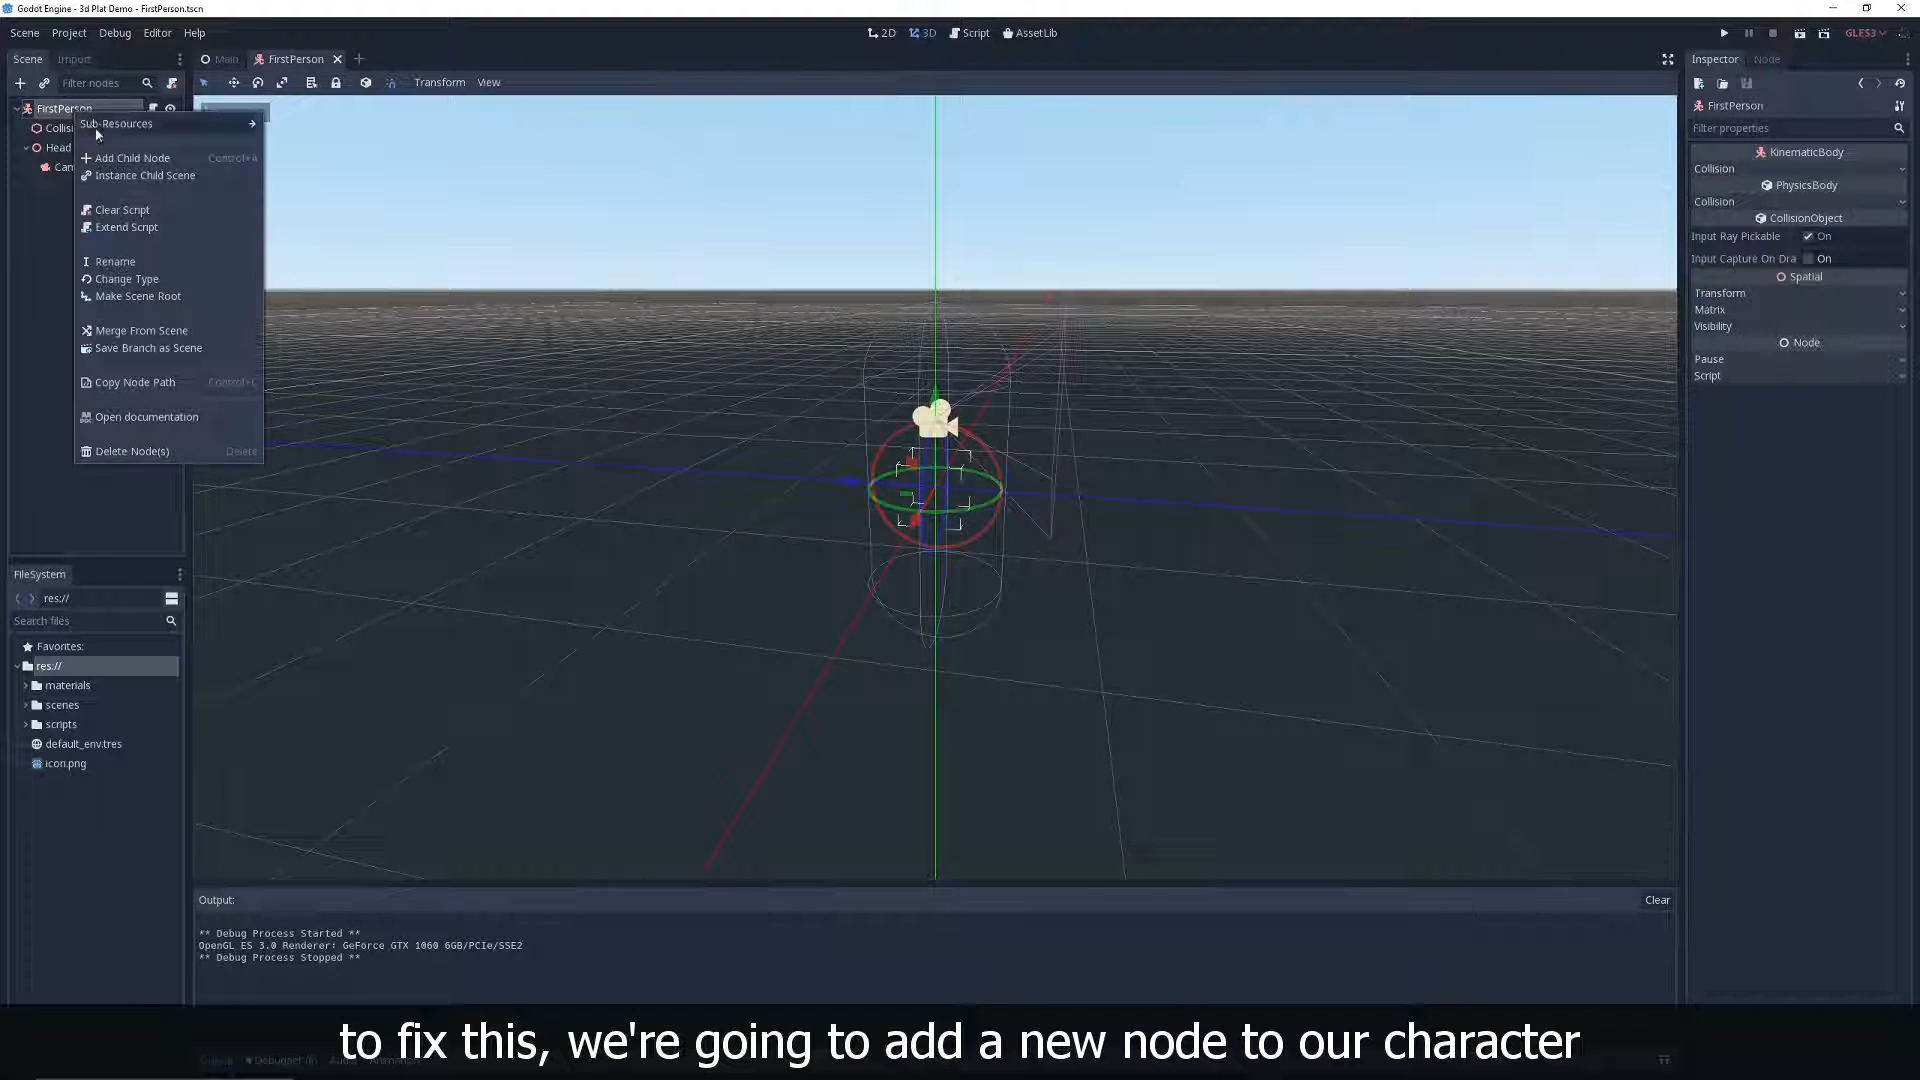 Godot Engine - 3d Plat Demo - FirstPerson.tscn
Scene Project Debug Editor Help
2D 3D Script AssetLib
GLES3
Scene Import
Main FirstPerson
Inspector Node
Filter nodes
Transform View
FirstPerson
Collisi
Head
Cam
Sub-Resources
Add Child Node Control+A
Instance Child Scene
Clear Script
Extend Script
Rename
Change Type
Make Scene Root
Merge From Scene
Save Branch as Scene
Copy Node Path Control+C
Open documentation
Delete Node(s) Delete
FirstPerson
Filter properties
KinematicBody
Collision
PhysicsBody
Collision
CollisionObject
Input Ray Pickable On
Input Capture On Dra On
Spatial
Transform
Matrix
Visibility
Node
Pause
Script
FileSystem
res://
Search files
Favorites:
res://
materials
scenes
scripts
default_env.tres
icon.png
Output: Clear
** Debug Process Started **
OpenGL ES 3.0 Renderer: GeForce GTX 1060 6GB/PCIe/SSE2
** Debug Process Stopped **
to fix this, we're going to add a new node to our character